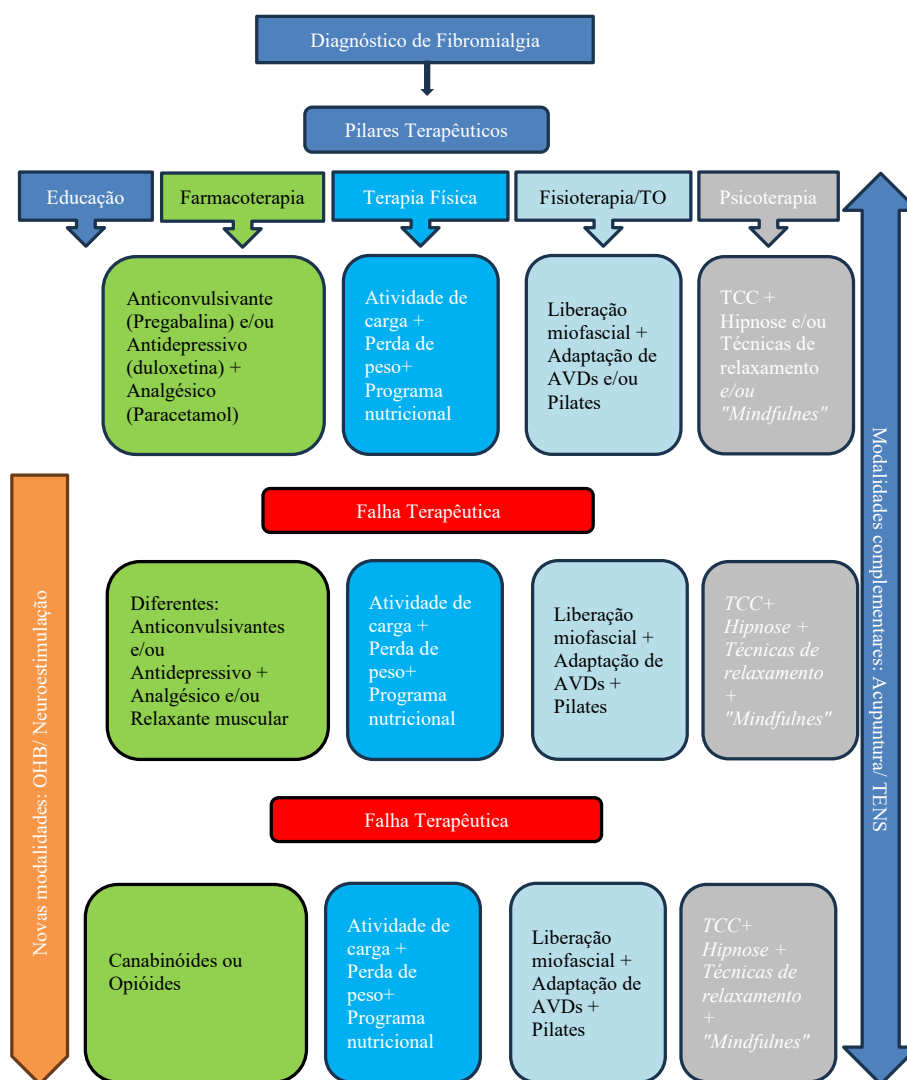 Diagnóstico de Fibromialgia
Pilares Terapêuticos
Educação
Farmacoterapia
Terapia Física
Fisioterapia/TO
Psicoterapia
Anticonvulsivante
(Pregabalina) e/ou
Antidepressivo
(duloxetina) +
Analgésico
(Paracetamol)
Atividade de
carga +
Perda de
peso+
Programa
nutricional
Liberação
miofascial +
Adaptação de
AVDs e/ou
Pilates
TCC +
Hipnose e/ou
Técnicas de
relaxamento
e/ou
"Mindfulnes"
Falha Terapêutica
Diferentes:
Anticonvulsivantes
e/ou
Antidepressivo +
Analgésico e/ou
Relaxante muscular
Atividade de
carga +
Perda de
peso+
Programa
nutricional
Liberação
miofascial +
Adaptação de
AVDs +
Pilates
TCC+
Hipnose +
Técnicas de
relaxamento
+
"Mindfulnes"
Falha Terapêutica
Canabinóides ou
Opióides
Atividade de
carga +
Perda de
peso+
Programa
nutricional
Liberação
miofascial +
Adaptação de
AVDs +
Pilates
TCC+
Hipnose +
Técnicas de
relaxamento
+
"Mindfulnes"
Novas modalidades: OHB/ Neuroestimulação
Modalidades complementares: Acupuntura/ TENS